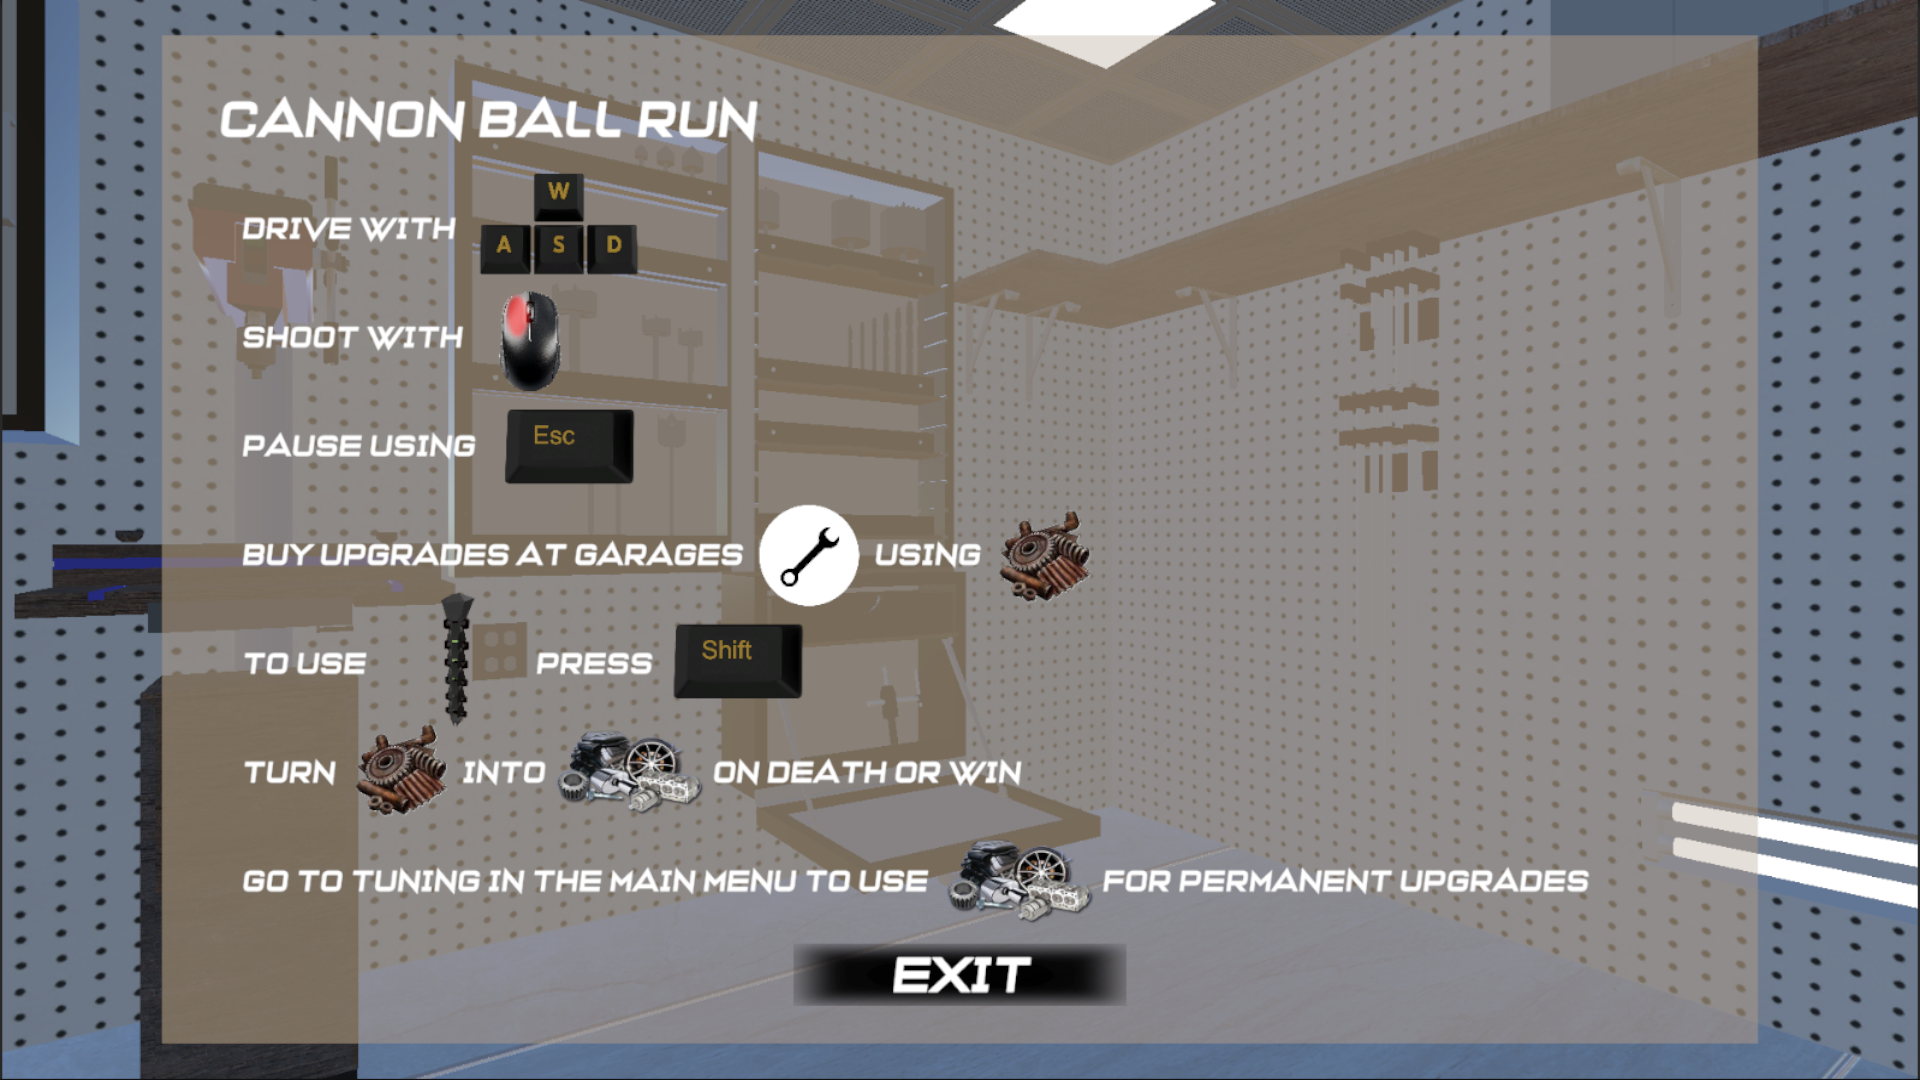 CANNON BALL RUN
W
DRIVE WITH A S D
SHOOT WITH
PAUSE USING Esc
BUY UPGRADES AT GARAGES USING
TO USE PRESS Shift
TURN INTO ON DEATH OR WIN
GO TO TUNING IN THE MAIN MENU TO USE FOR PERMANENT UPGRADES
EXIT